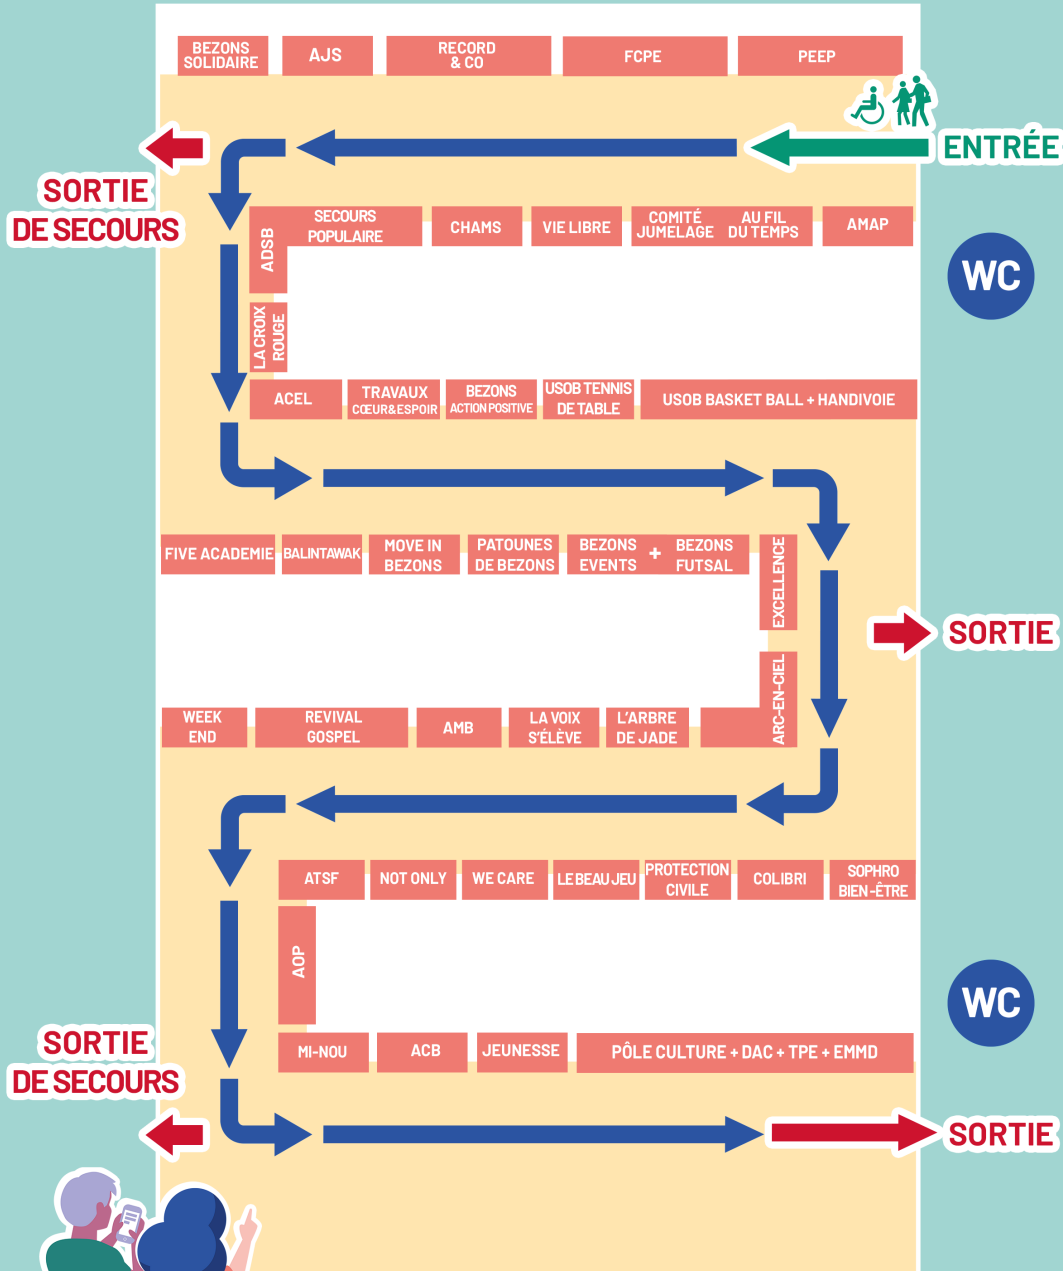 BEZONS
SOLIDAIRE
AJS
RECORD
& CO
FCPE
PEEP
ENTRÉE
SORTIE
DE SECOURS
ADSB
SECOURS
POPULAIRE
CHAMS
VIE LIBRE
COMITÉ
JUMELAGE
AU FIL
DU TEMPS
AMAP
WC
LA CROIX
ROUGE
ACEL
TRAVAUX
CŒUR&ESPOIR
BEZONS
ACTION POSITIVE
USOB TENNIS
DE TABLE
USOB BASKET BALL + HANDIVOIE
FIVE ACADEMIE
BALINTAWAK
MOVE IN
BEZONS
PATOUNES
DE BEZONS
BEZONS
EVENTS
+
BEZONS
FUTSAL
EXCELLENCE
SORTIE
ARC-EN-CIEL
WEEK
END
REVIVAL
GOSPEL
AMB
LA VOIX
S'ÉLÈVE
L'ARBRE
DE JADE
ATSF
NOT ONLY
WE CARE
LE BEAU JEU
PROTECTION
CIVILE
COLIBRI
SOPHRO
BIEN-ÊTRE
AOP
WC
SORTIE
DE SECOURS
MI-NOU
ACB
JEUNESSE
PÔLE CULTURE + DAC + TPE + EMMD
SORTIE